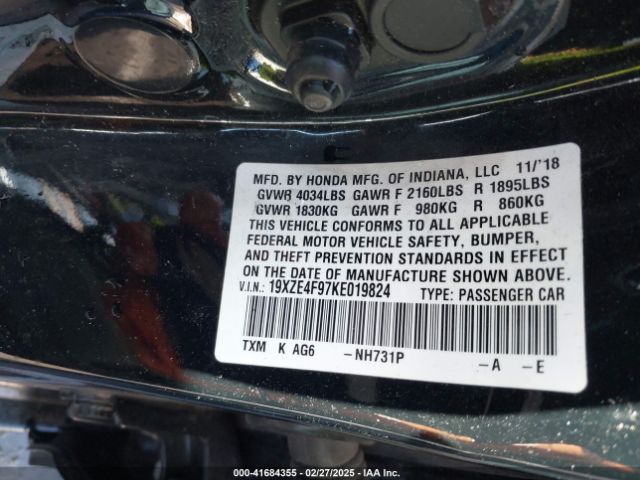 MFD. BY HONDA MFG. OF INDIANA, LLC 11/'18
GVWR 4034LBS GAWR F 2160LBS R 1895LBS
GVWR 1830KG GAWR F 980KG R 860KG
THIS VEHICLE CONFORMS TO ALL APPLICABLE
FEDERAL MOTOR VEHICLE SAFETY, BUMPER,
AND THEFT PREVENTION STANDARDS IN EFFECT
ON THE DATE OF MANUFACTURE SHOWN ABOVE.
V.I.N.: 19XZE4F97KE019824 TYPE: PASSENGER CAR
TXM K AG6 -NH731P -A -E
000-41684355 - 02/27/2025 - IAA Inc.